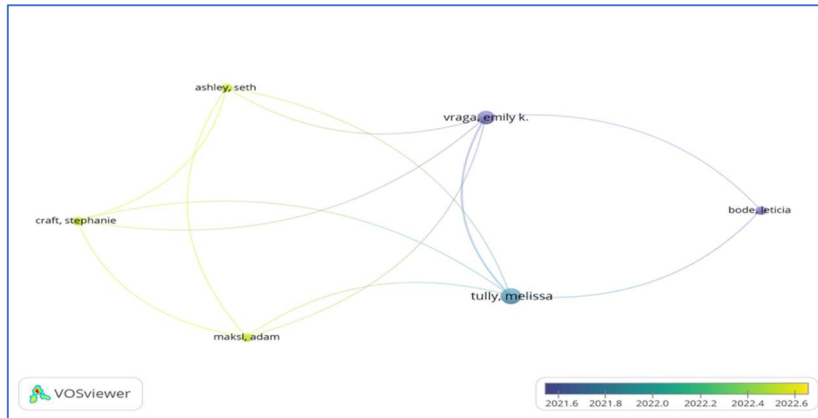 ashley, seth
vraga, emily k.
bode, leticia
craft, stephanie
tully, melissa
maksl, adam
VOSviewer
2021.6 2021.8 2022.0 2022.2 2022.4 2022.6